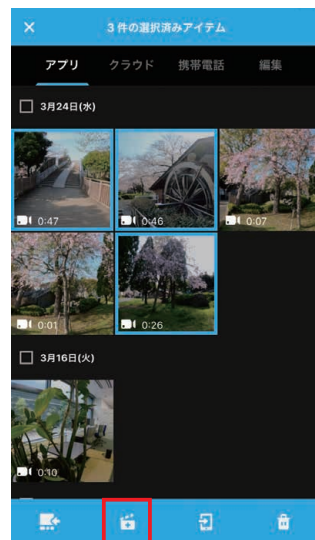 3 件の選択済みアイテム
アプリ クラウド 携帯電話 編集
3月24日(水)
0:47 0:46 0:07
0:01 0:26
3月16日(火)
0:10